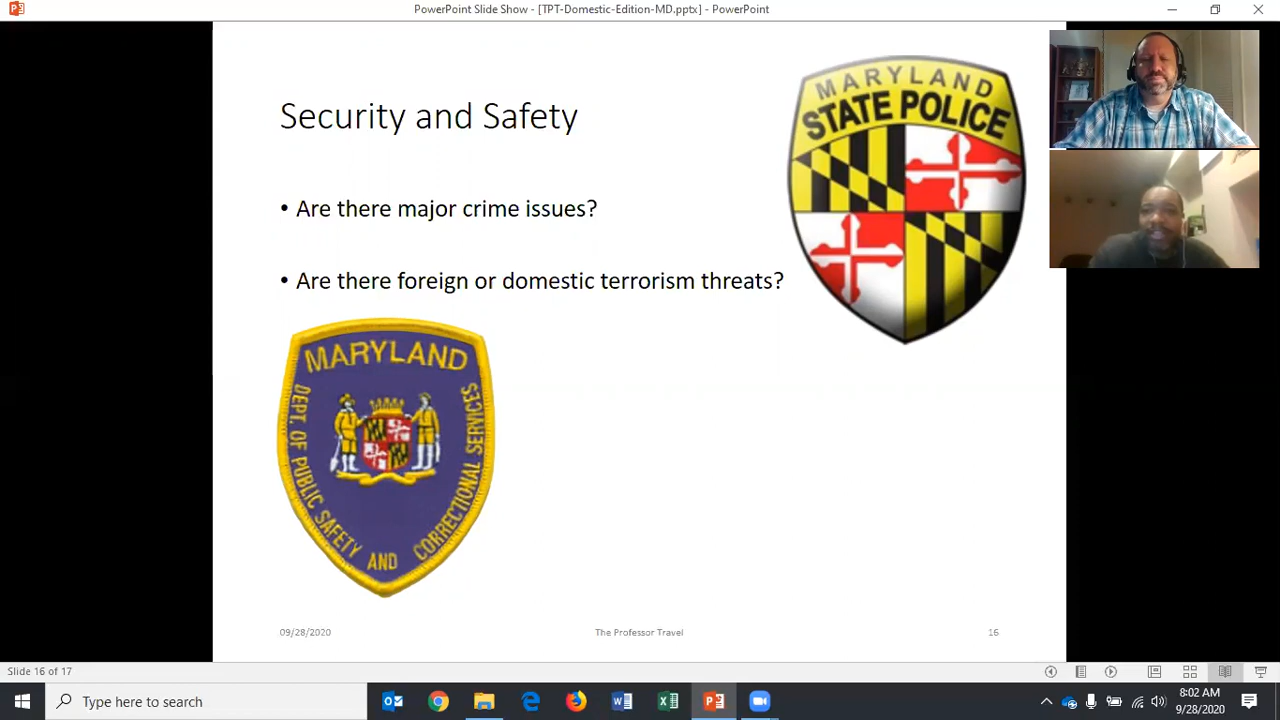 PowerPoint Slide Show - [TPT-Domestic-Edition-MD.pptx] - PowerPoint
Security and Safety
• Are there major crime issues?
• Are there foreign or domestic terrorism threats?
MARYLAND
STATE POLICE
MARYLAND
DEPT. OF PUBLIC SAFETY AND CORRECTIONAL SERVICES
09/28/2020
The Professor Travel
16
Slide 16 of 17
Type here to search
8:02 AM
9/28/2020